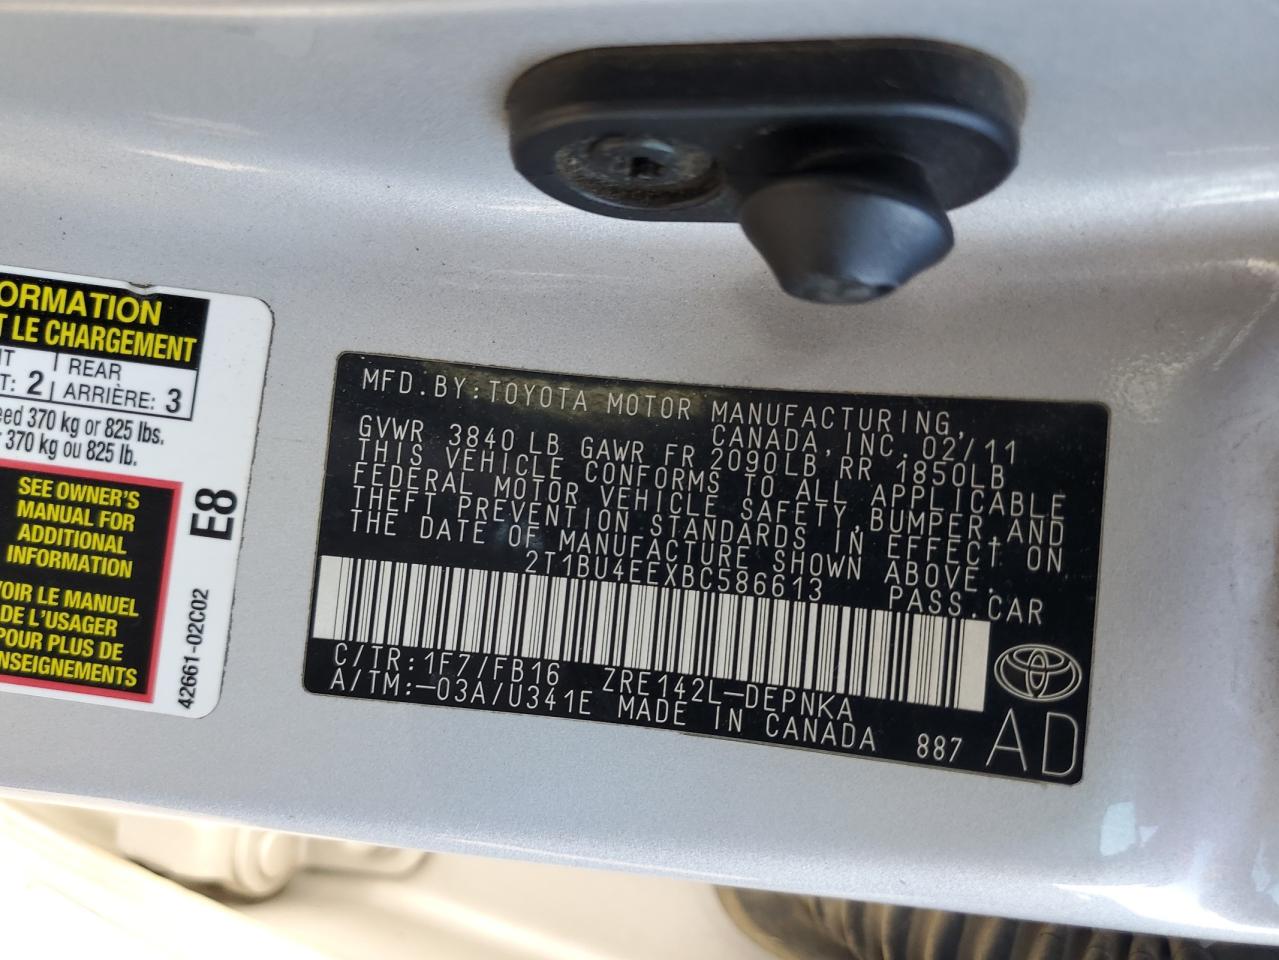 ORMATION
T LE CHARGEMENT
REAR
T: 2 ARRIÈRE: 3
eed 370 kg or 825 lbs.
370 kg ou 825 lb.
SEE OWNER'S
MANUAL FOR
ADDITIONAL
INFORMATION
VOIR LE MANUEL
DE L'USAGER
POUR PLUS DE
NSEIGNEMENTS
E8
42661-02C02
MFD. BY: TOYOTA MOTOR MANUFACTURING,
CANADA, INC. 02/11
GVWR 3840 LB GAWR FR 2090LB RR 1850LB
THIS VEHICLE CONFORMS TO ALL APPLICABLE
FEDERAL MOTOR VEHICLE SAFETY, BUMPER, AND
THEFT PREVENTION STANDARDS IN EFFECT ON
THE DATE OF MANUFACTURE SHOWN ABOVE.
2T1BU4EEXBC586613 PASS. CAR
C/TR: 1F7/FB16 ZRE142L-DEPNKA
A/TM:-03A/U341E MADE IN CANADA 887
AD